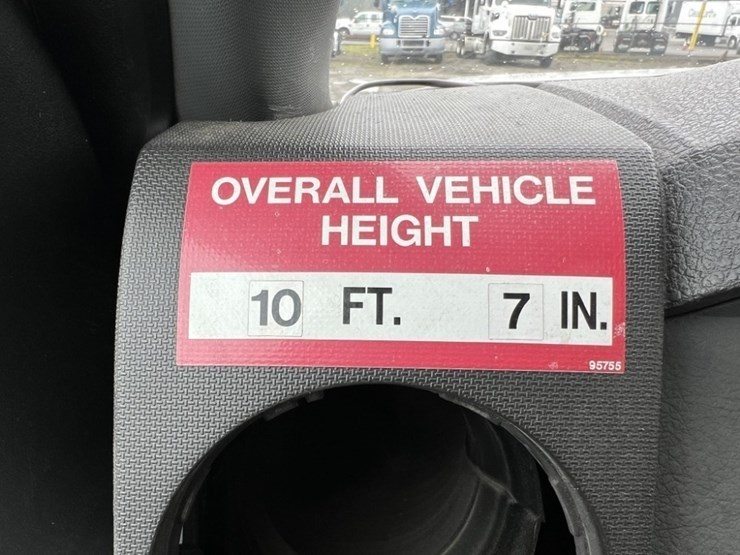 OVERALL VEHICLE
HEIGHT
10 FT. 7 IN.
95755